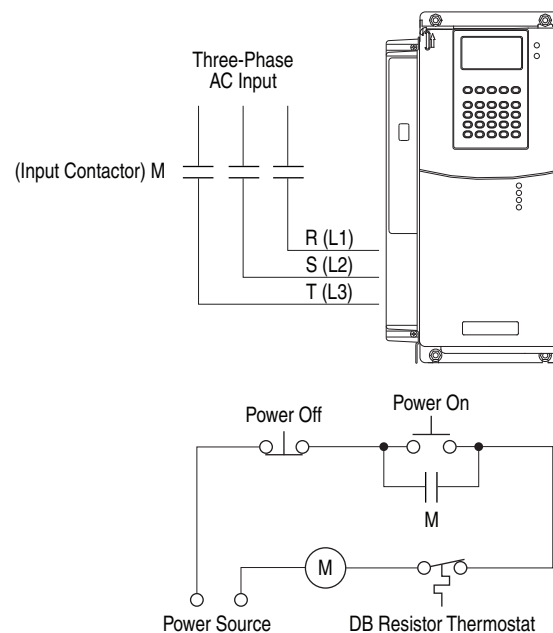 Three-Phase
AC Input
(Input Contactor) M
R (L1)
S (L2)
T (L3)
Power Off
Power On
M
M
Power Source
DB Resistor Thermostat